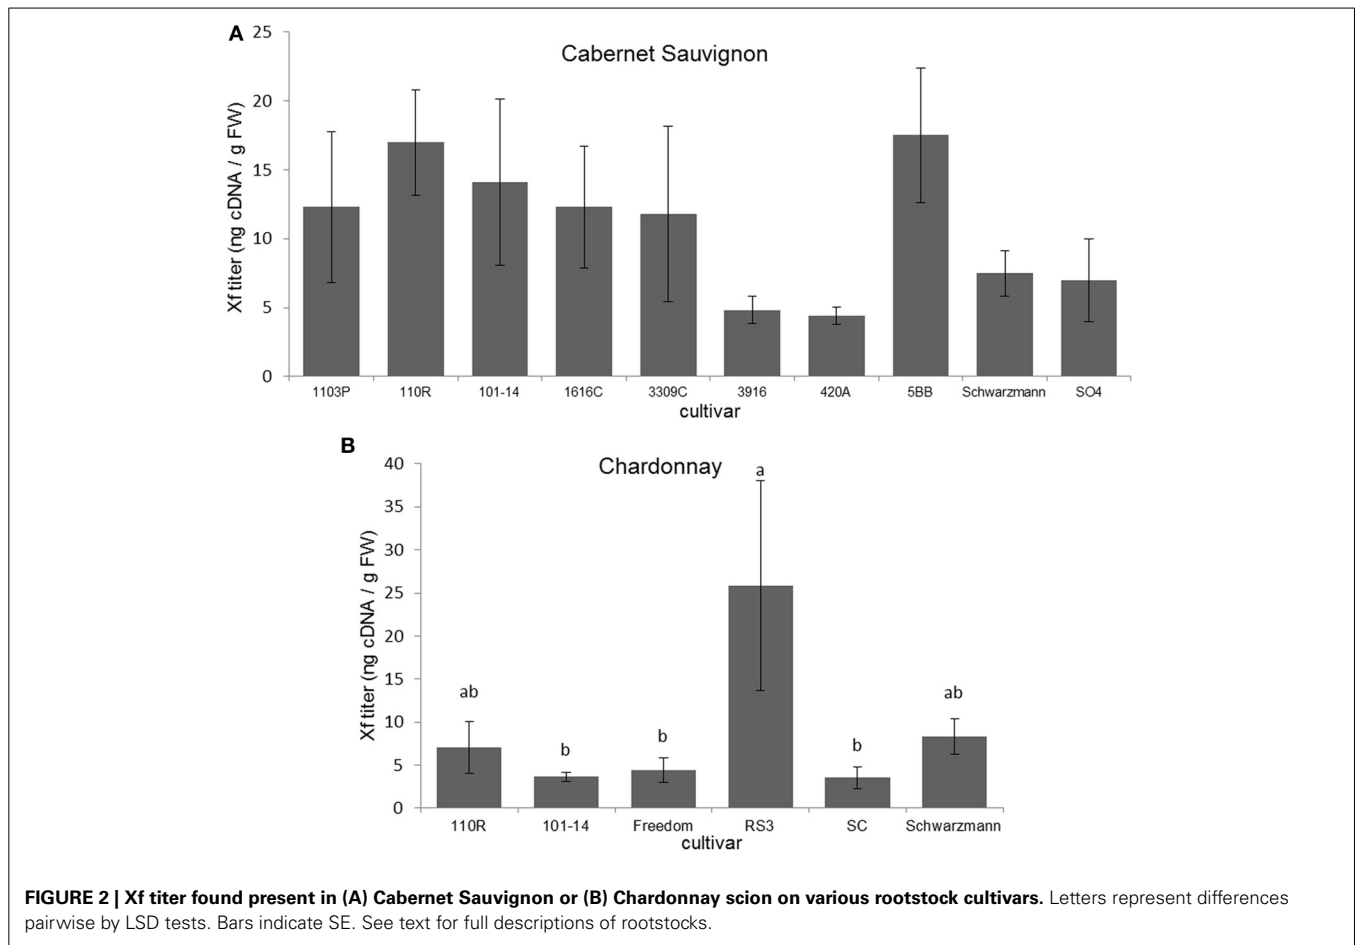 A
Cabernet Sauvignon
Xf titer (ng cDNA / g FW)
25
20
15
10
5
0
1103P 110R 101-14 1616C 3309C 3916 420A 5BB Schwarzmann SO4
cultivar
B
Chardonnay
Xf titer (ng cDNA / g FW)
40
35
30
25
20
15
10
5
0
ab b b a b ab
110R 101-14 Freedom RS3 SC Schwarzmann
cultivar
FIGURE 2 | Xf titer found present in (A) Cabernet Sauvignon or (B) Chardonnay scion on various rootstock cultivars. Letters represent differences
pairwise by LSD tests. Bars indicate SE. See text for full descriptions of rootstocks.